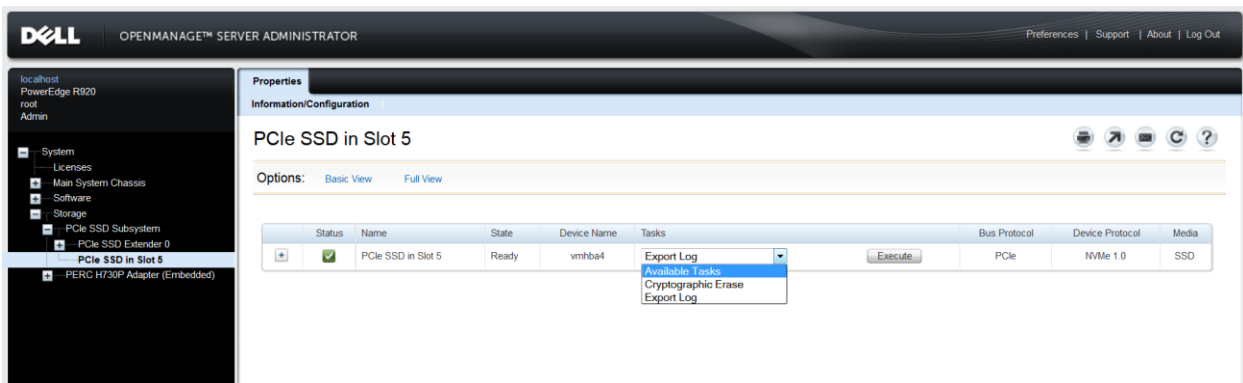 DELL OPENMANAGE™ SERVER ADMINISTRATOR Preferences | Support | About | Log Out
localhost
PowerEdge R920
root
Admin
System
Licenses
Main System Chassis
Software
Storage
PCIe SSD Subsystem
PCIe SSD Extender 0
PCIe SSD in Slot 5
PERC H730P Adapter (Embedded)
Properties
Information/Configuration
PCIe SSD in Slot 5
Options: Basic View Full View
Status Name State Device Name Tasks Bus Protocol Device Protocol Media
PCIe SSD in Slot 5 Ready vmhba4 Export Log Execute PCIe NVMe 1.0 SSD
Available Tasks
Cryptographic Erase
Export Log